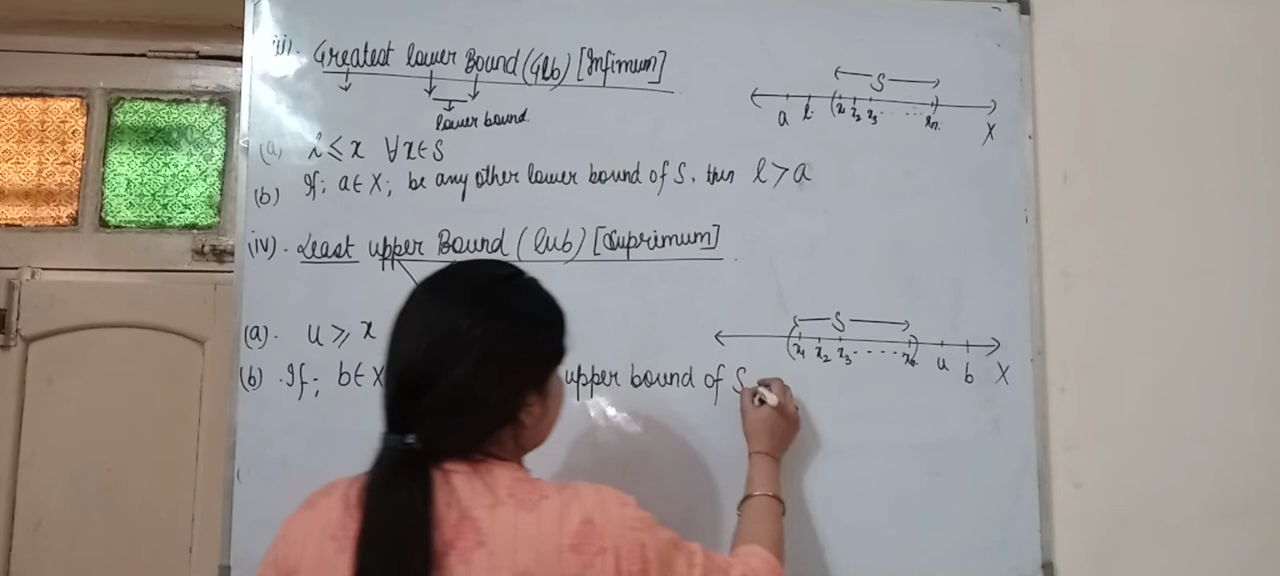 iii). Greatest lower Bound (Glb) [Infimum]
lower bound.
S
a l x1 x2 x3 ........ xn. X
(a) l ≤ x ∀ x ∈ S
(b) If; a ∈ X; be any other lower bound of S, then l > a
iv). Least upper Bound (lub) [Suprimum]
S
x1 x2 x3 ..... xn. u b X
(a). u ≥ x
(b) .If; b ∈ X upper bound of S